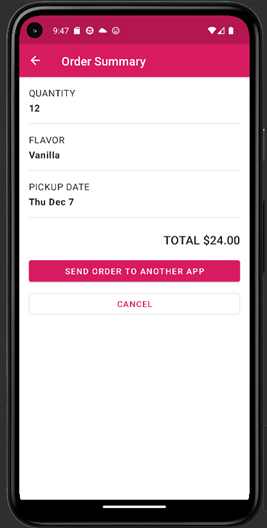 9:47
Order Summary
QUANTITY
12
FLAVOR
Vanilla
PICKUP DATE
Thu Dec 7
TOTAL $24.00
SEND ORDER TO ANOTHER APP
CANCEL